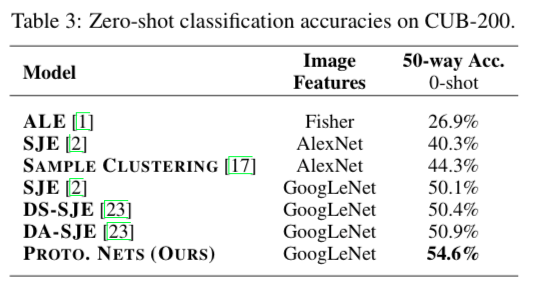 Table 3: Zero-shot classification accuracies on CUB-200.
Model Image Features 50-way Acc. 0-shot
ALE [1] Fisher 26.9%
SJE [2] AlexNet 40.3%
SAMPLE CLUSTERING [17] AlexNet 44.3%
SJE [2] GoogLeNet 50.1%
DS-SJE [23] GoogLeNet 50.4%
DA-SJE [23] GoogLeNet 50.9%
PROTO. NETS (OURS) GoogLeNet 54.6%